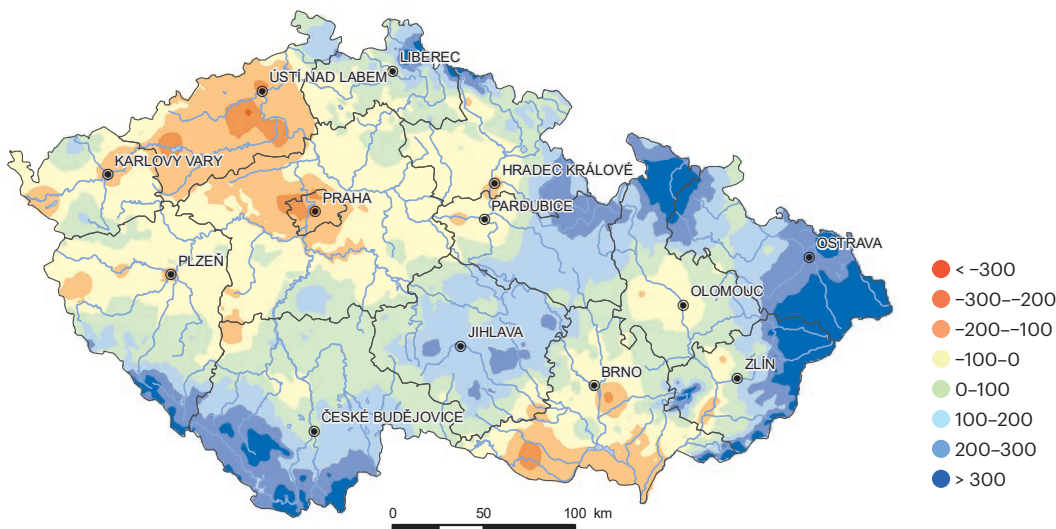 LIBEREC
ÚSTÍ NAD LABEM
KARLOVY VARY
HRADEC KRÁLOVÉ
PRAHA
PARDUBICE
OSTRAVA
PLZEŇ
OLOMOUC
JIHLAVA
ZLÍN
BRNO
ČESKÉ BUDĚJOVICE
< –300
–300–-200
–200–-100
–100–0
0–100
100–200
200–300
> 300
0 50 100 km